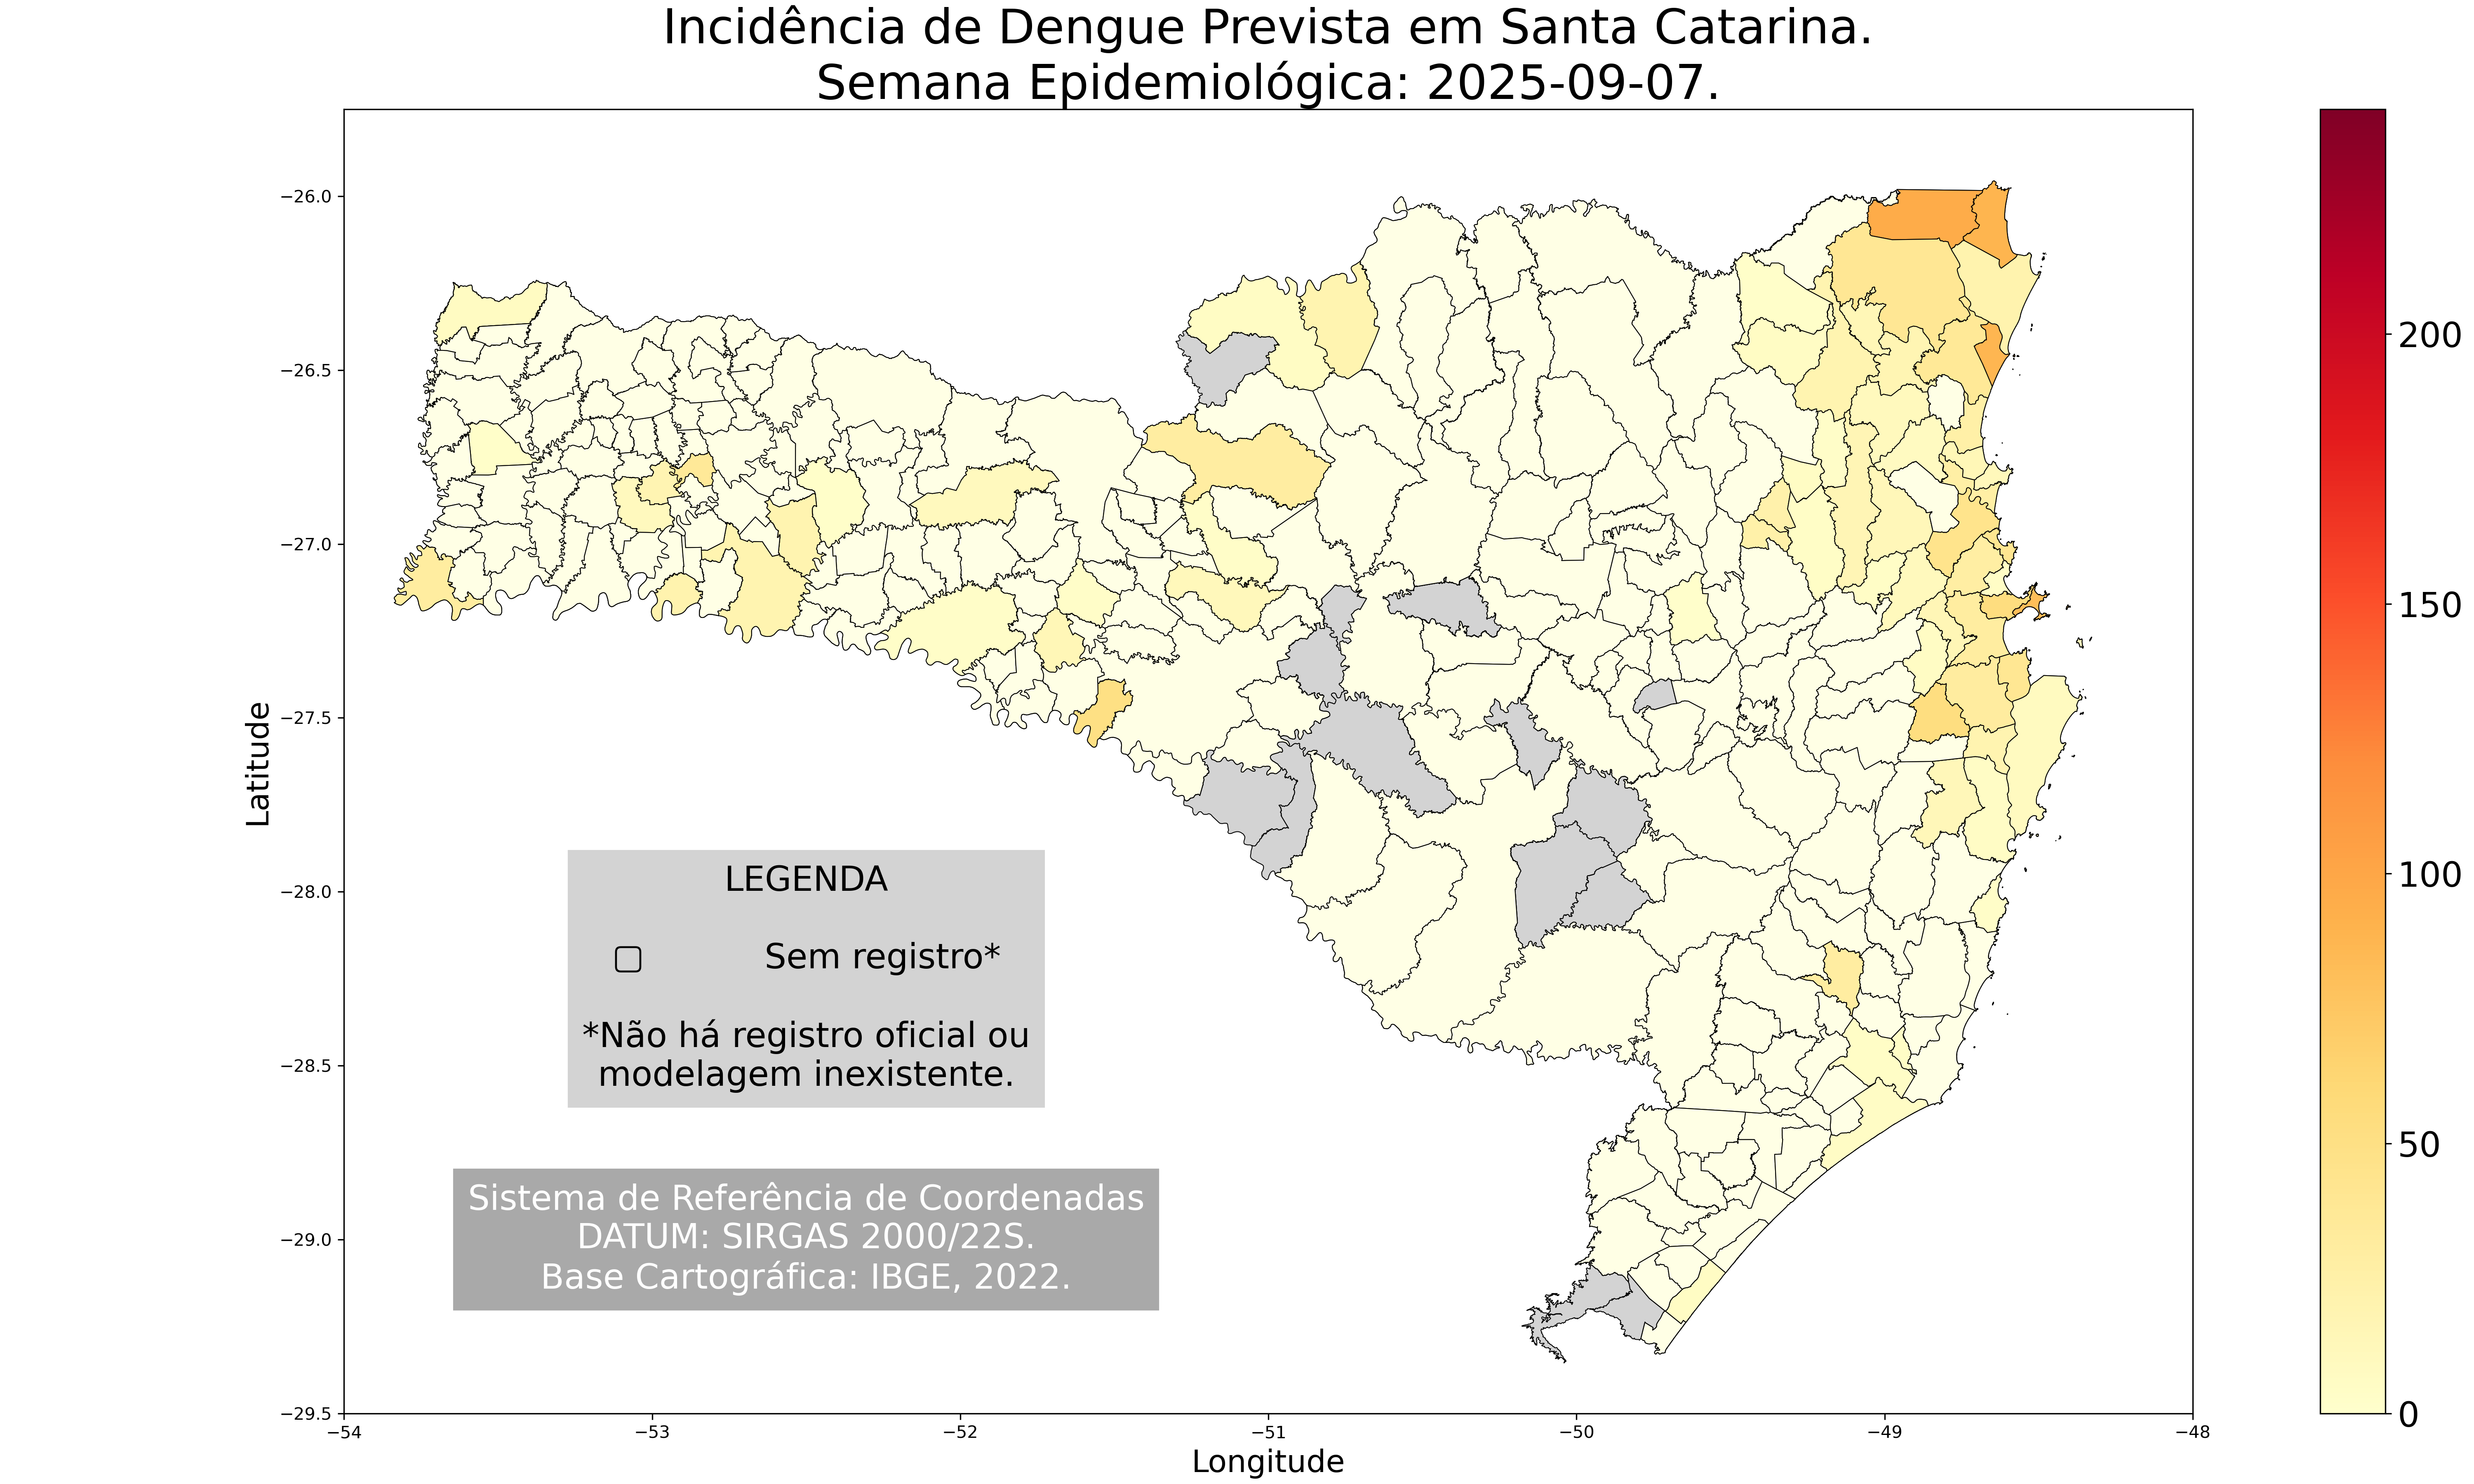 Incidência de Dengue Prevista em Santa Catarina.
Semana Epidemiológica: 2025-09-07.
−26.0
−26.5
−27.0
−27.5
−28.0
−28.5
−29.0
−29.5
Latitude
−54
−53
−52
−51
−50
−49
−48
Longitude
LEGENDA
Sem registro*
*Não há registro oficial ou
modelagem inexistente.
Sistema de Referência de Coordenadas
DATUM: SIRGAS 2000/22S.
Base Cartográfica: IBGE, 2022.
200
150
100
50
0